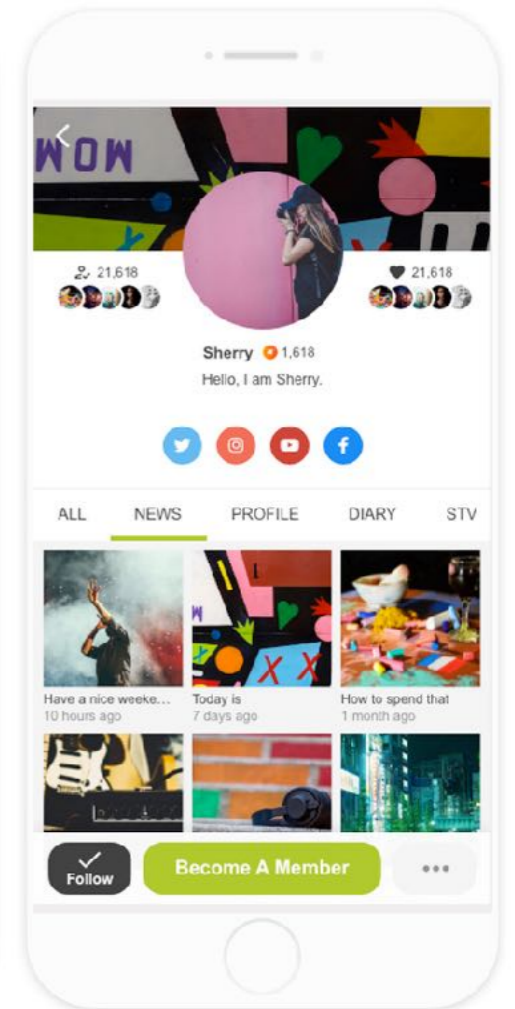 WOW
21,618
21,618
Sherry 1,618
Hello, I am Sherry.
ALL NEWS PROFILE DIARY STV
Have a nice weeke...
10 hours ago
Today is
7 days ago
How to spend that
1 month ago
Follow
Become A Member